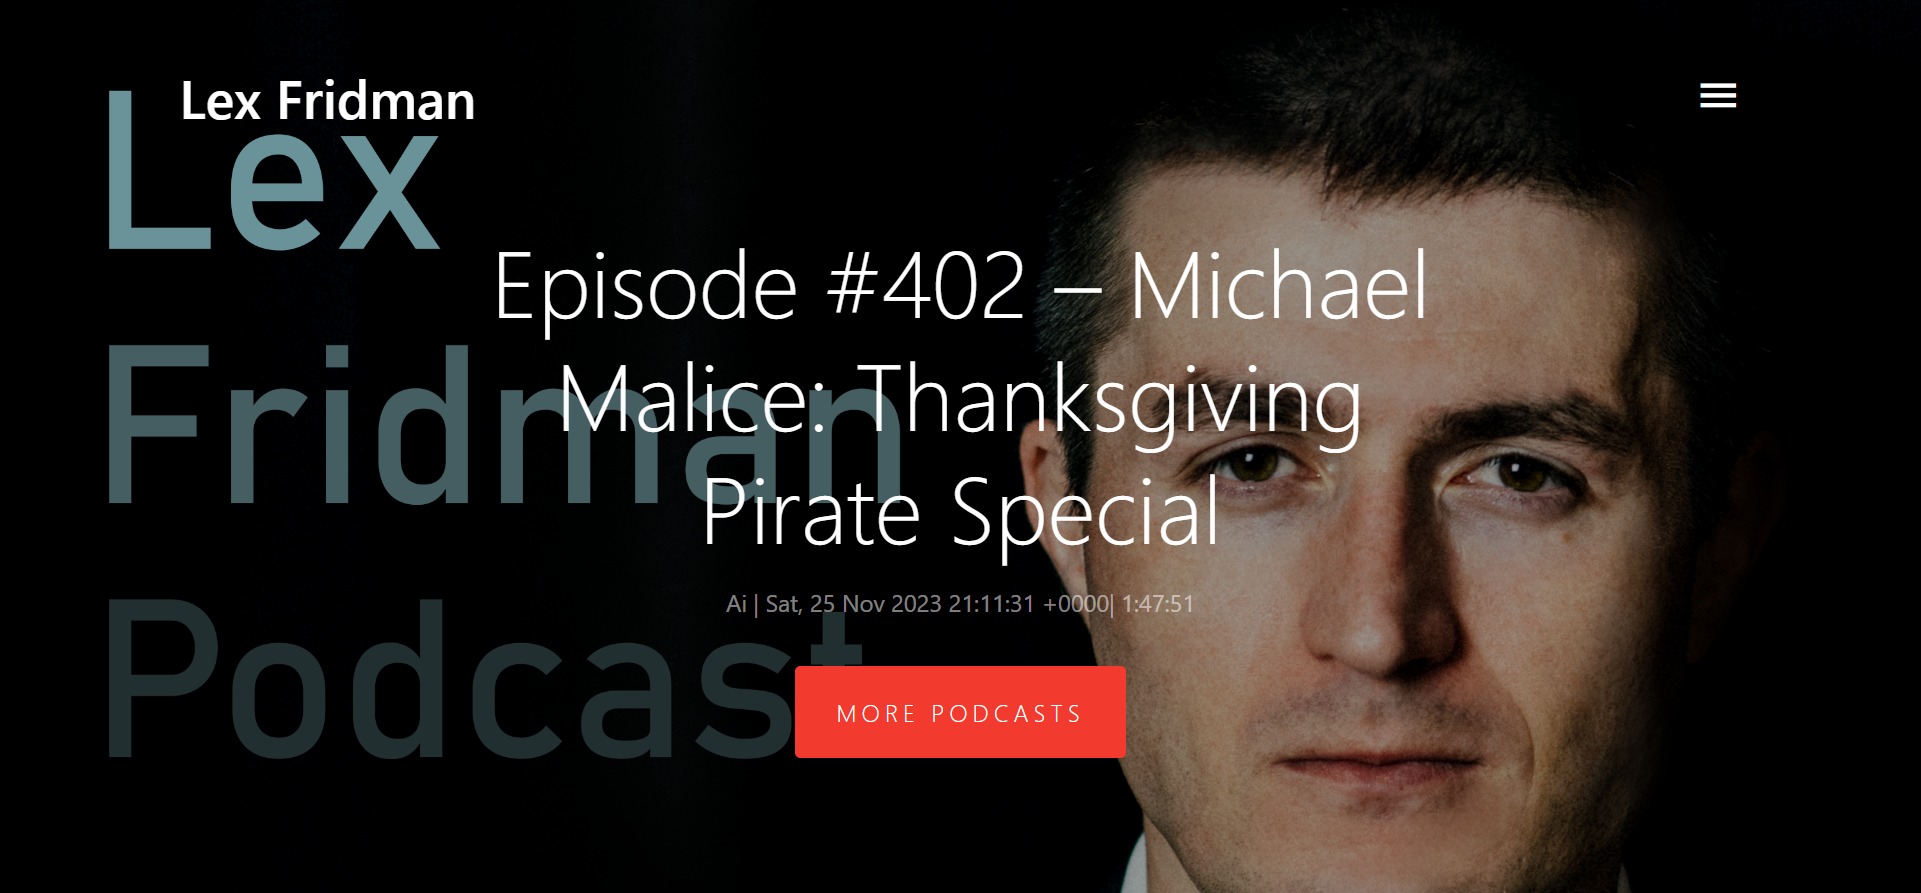 Lex Fridman
Lex
Fridman
Podcast
Episode #402 – Michael
Malice: Thanksgiving
Pirate Special
Ai | Sat, 25 Nov 2023 21:11:31 +0000| 1:47:51
MORE PODCASTS